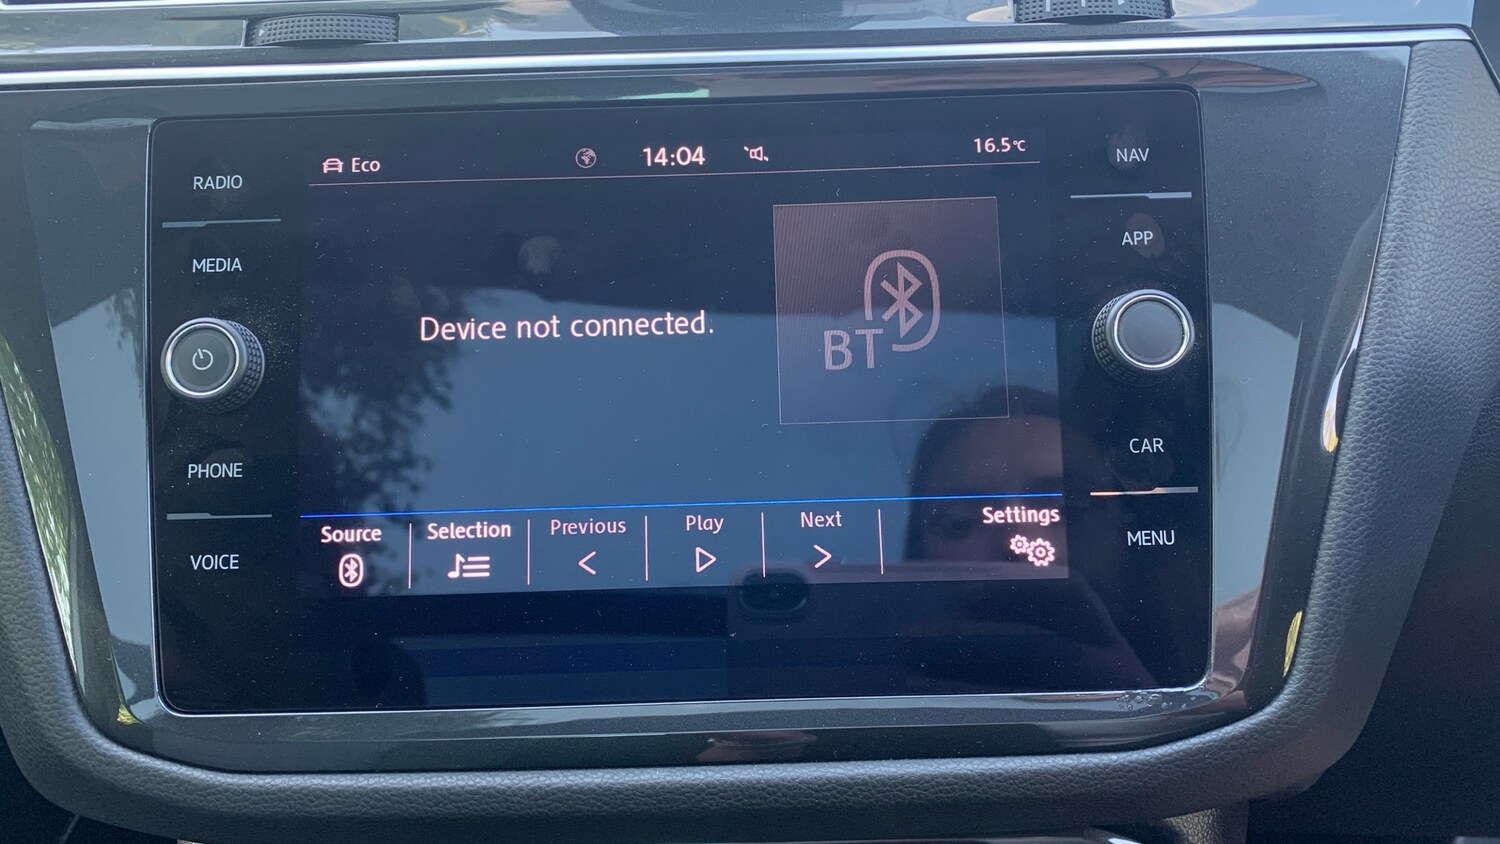 RADIO
MEDIA
PHONE
VOICE
Eco
14:04
16.5°C
Device not connected.
BT
Source
Selection
Previous
Play
Next
Settings
NAV
APP
CAR
MENU